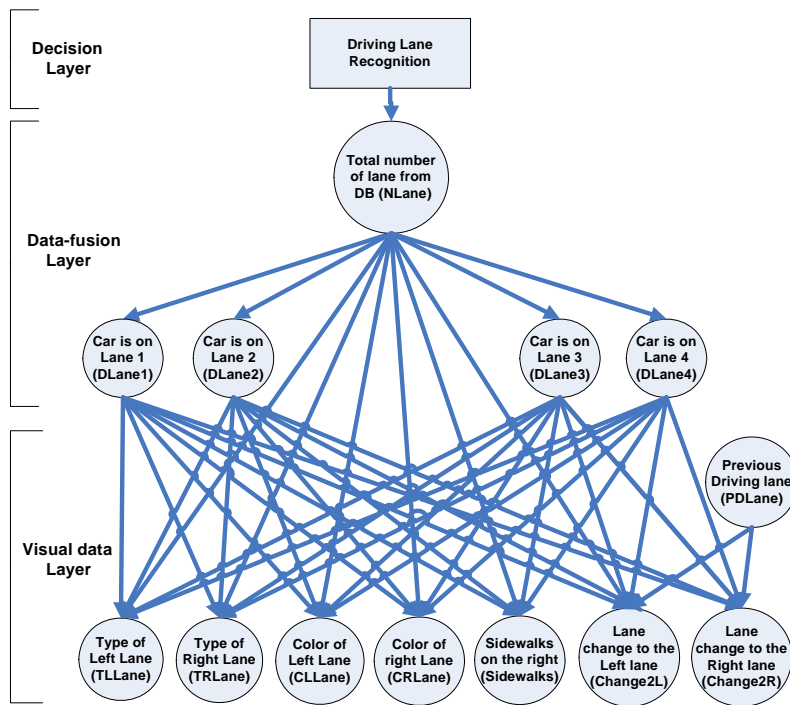 Decision
Layer
Driving Lane
Recognition
Total number
of lane from
DB (NLane)
Data-fusion
Layer
Car is on
Lane 1
(DLane1)
Car is on
Lane 2
(DLane2)
Car is on
Lane 3
(DLane3)
Car is on
Lane 4
(DLane4)
Previous
Driving lane
(PDLane)
Visual data
Layer
Type of
Left Lane
(TLLane)
Type of
Right Lane
(TRLane)
Color of
Left Lane
(CLLane)
Color of
right Lane
(CRLane)
Sidewalks
on the right
(Sidewalks)
Lane
change to the
Left lane
(Change2L)
Lane
change to the
Right lane
(Change2R)